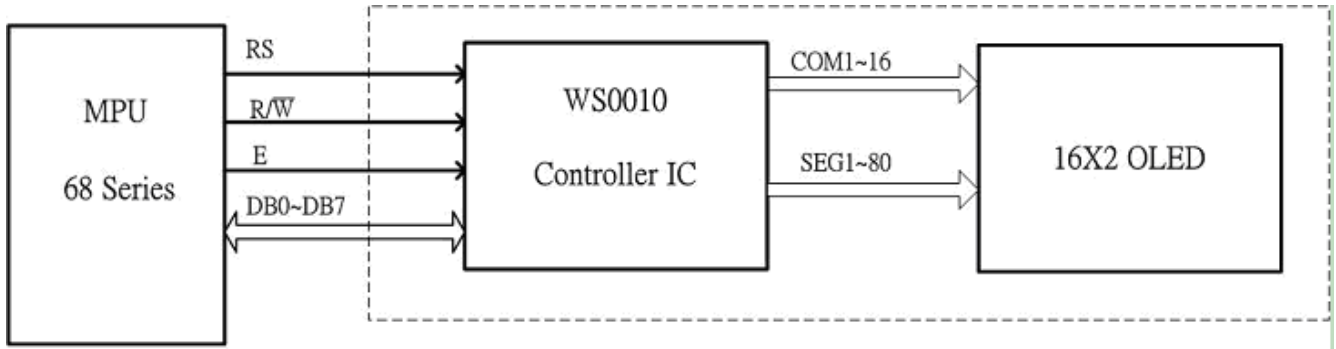 MPU
68 Series
RS
R/W̅
E
DB0~DB7
WS0010
Controller IC
COM1~16
SEG1~80
16X2 OLED